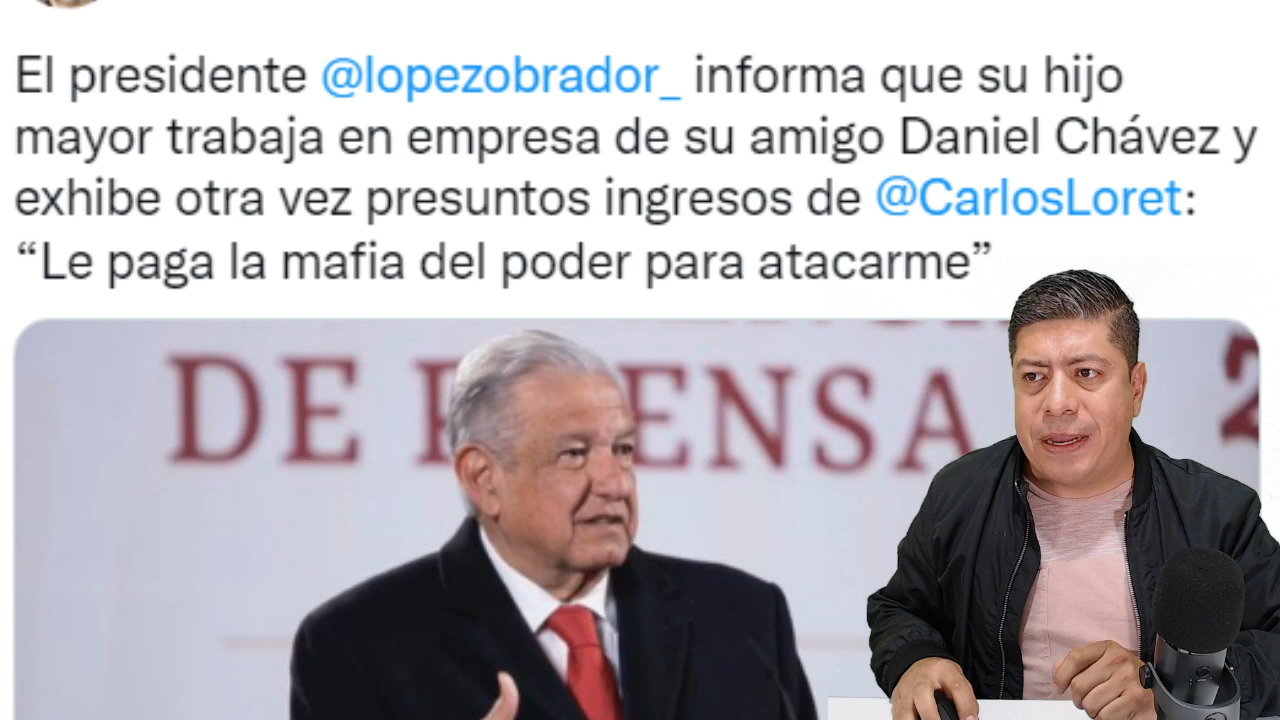 El presidente @lopezobrador_ informa que su hijo
mayor trabaja en empresa de su amigo Daniel Chávez y
exhibe otra vez presuntos ingresos de @CarlosLoret:
“Le paga la mafia del poder para atacarme”
DE PRENSA